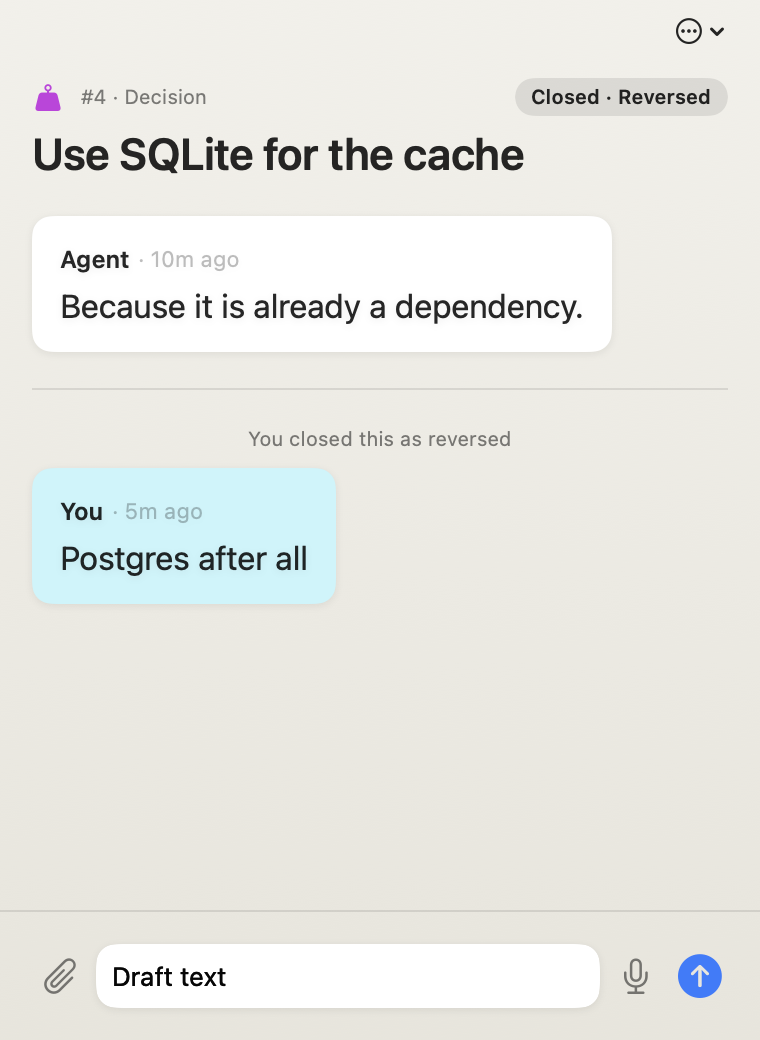 #4 · Decision
Closed · Reversed
Use SQLite for the cache
Agent · 10m ago
Because it is already a dependency.
You closed this as reversed
You · 5m ago
Postgres after all
Draft text